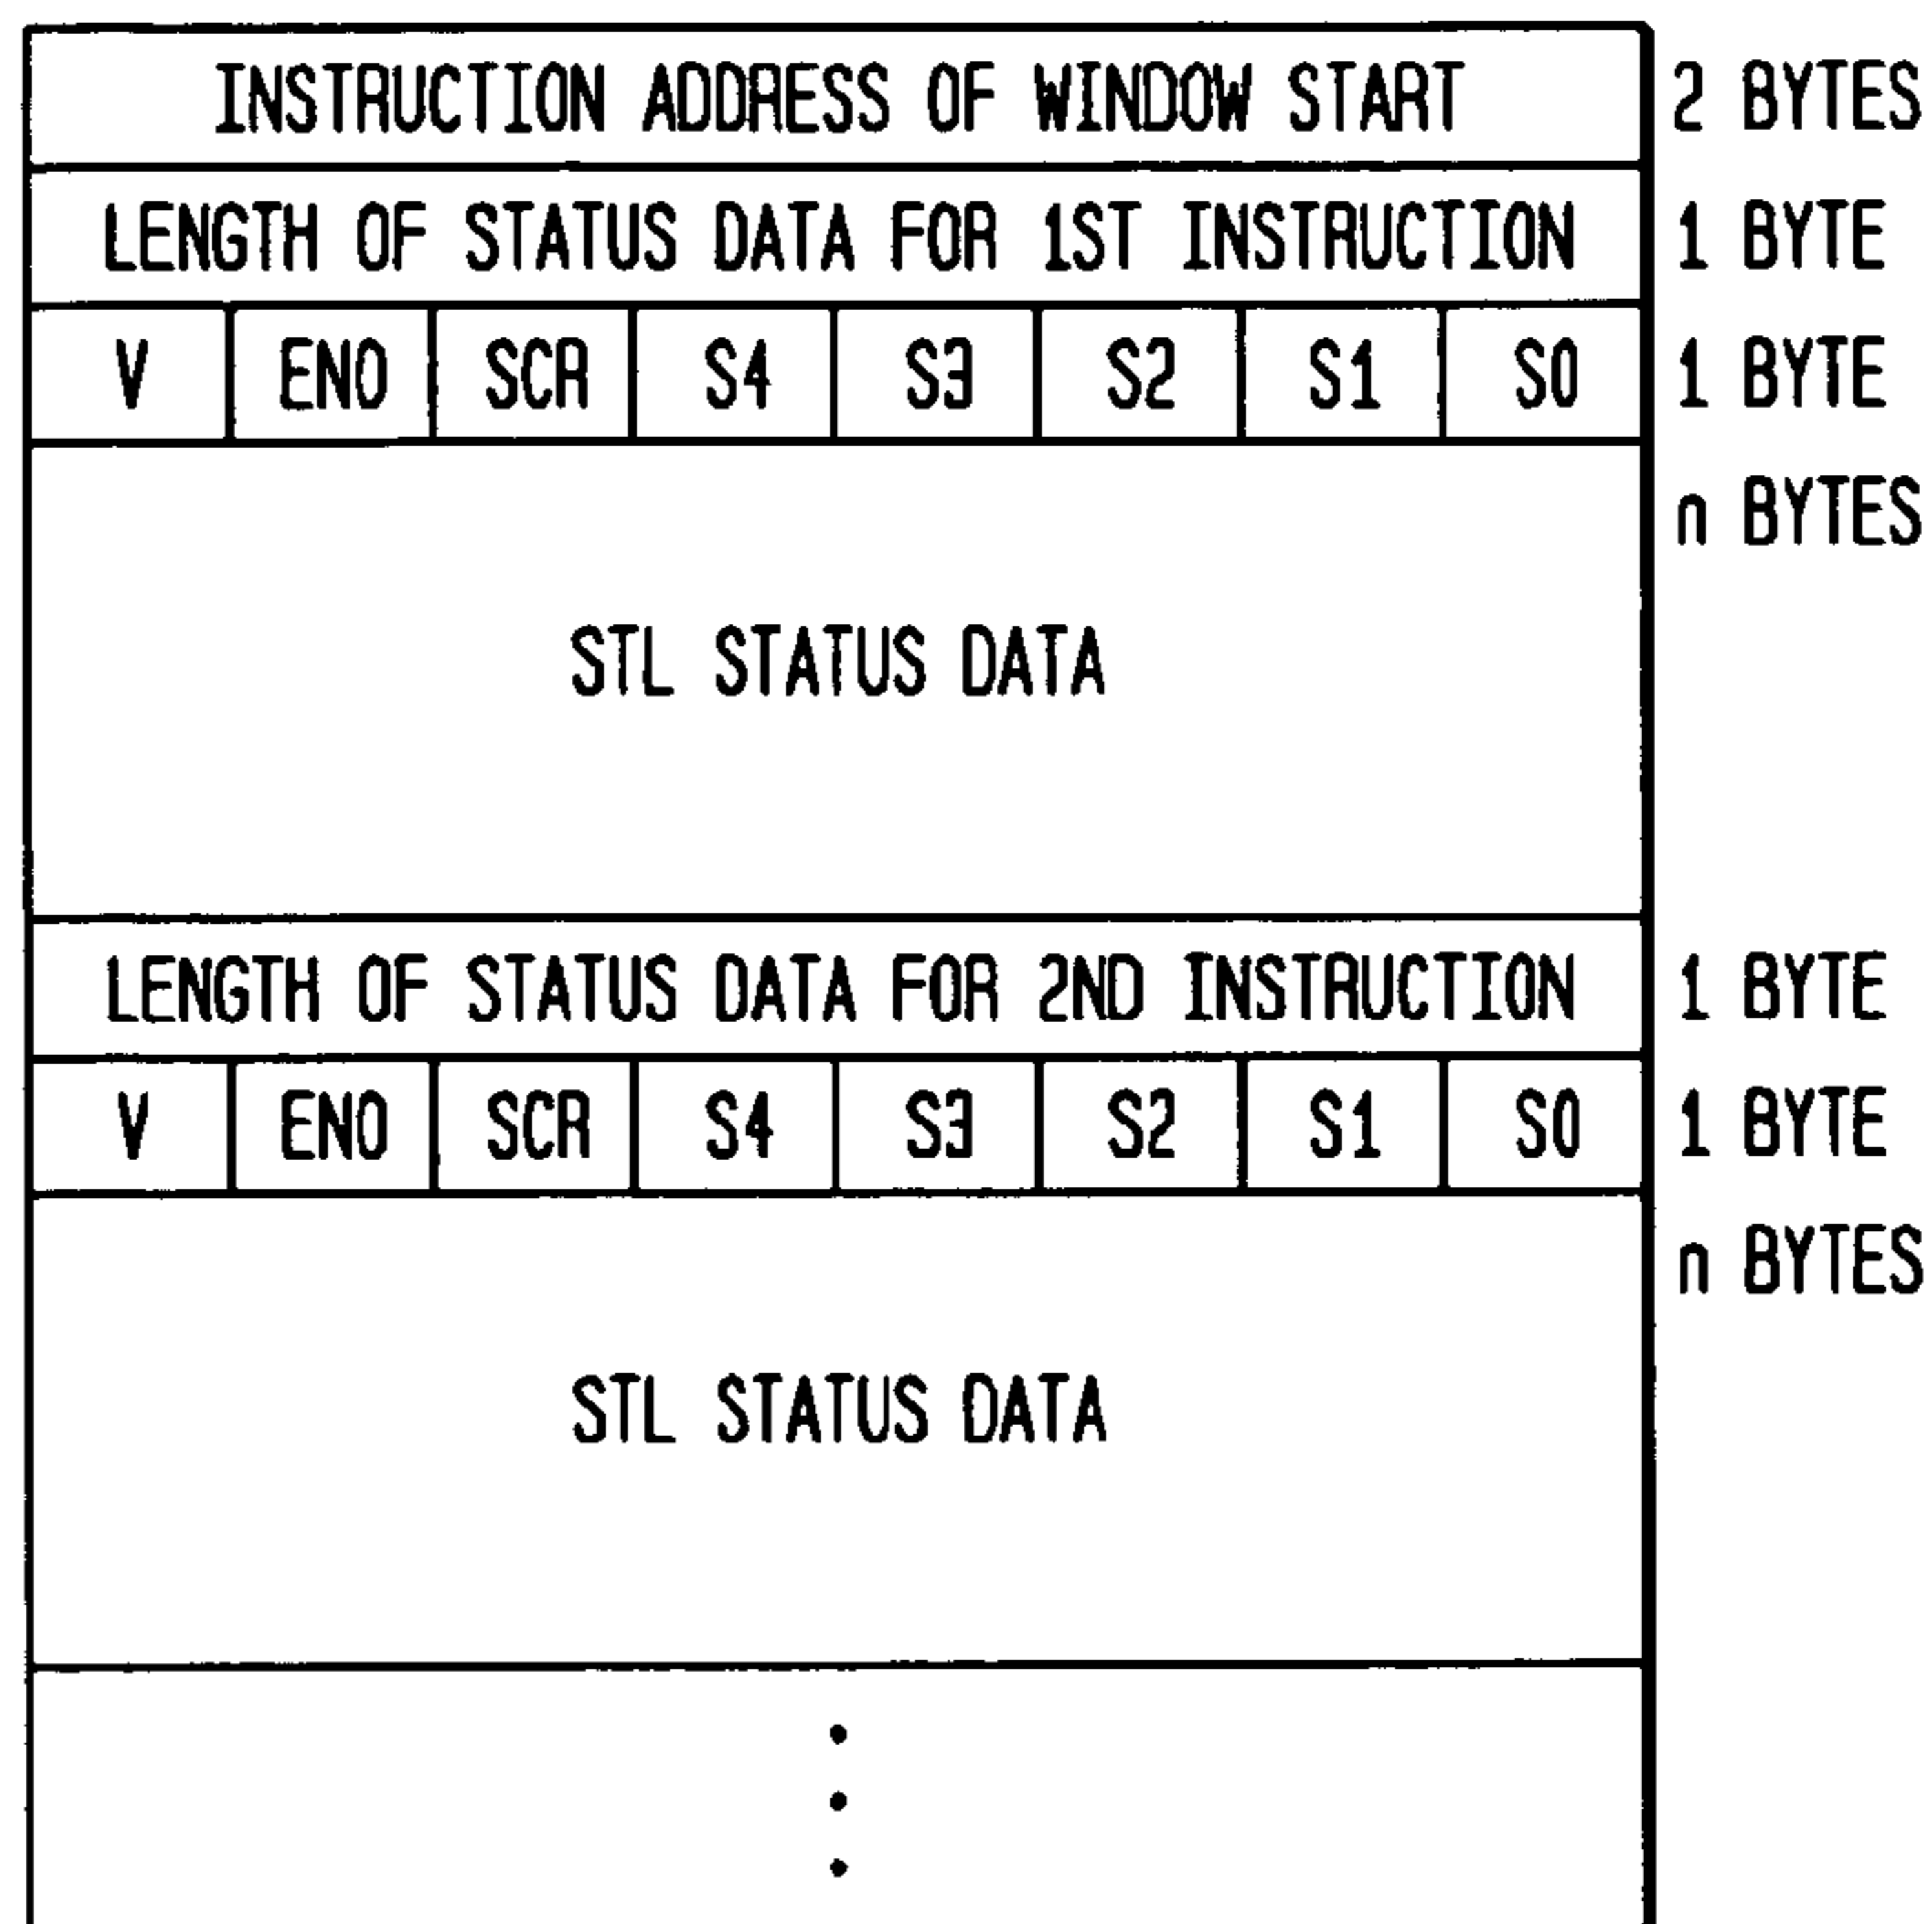 INSTRUCTION ADDRESS OF WINDOW START 2 BYTES
LENGTH OF STATUS DATA FOR 1ST INSTRUCTION 1 BYTE
V ENO SCR S4 S3 S2 S1 S0 1 BYTE
n BYTES
STL STATUS DATA
LENGTH OF STATUS DATA FOR 2ND INSTRUCTION 1 BYTE
V ENO SCR S4 S3 S2 S1 S0 1 BYTE
n BYTES
STL STATUS DATA